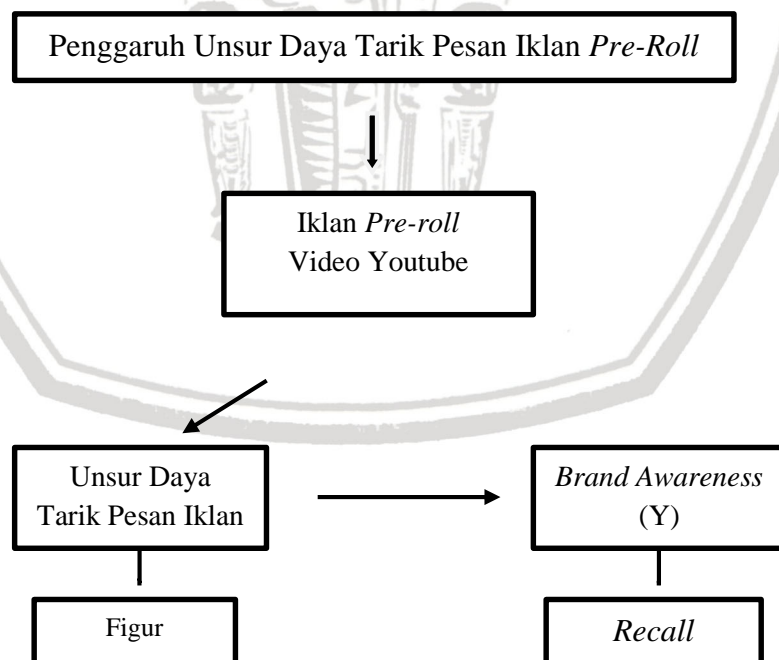 Penggaruh Unsur Daya Tarik Pesan Iklan Pre-Roll
Iklan Pre-roll
Video Youtube
Unsur Daya
Tarik Pesan Iklan
Brand Awareness
(Y)
Figur
Recall